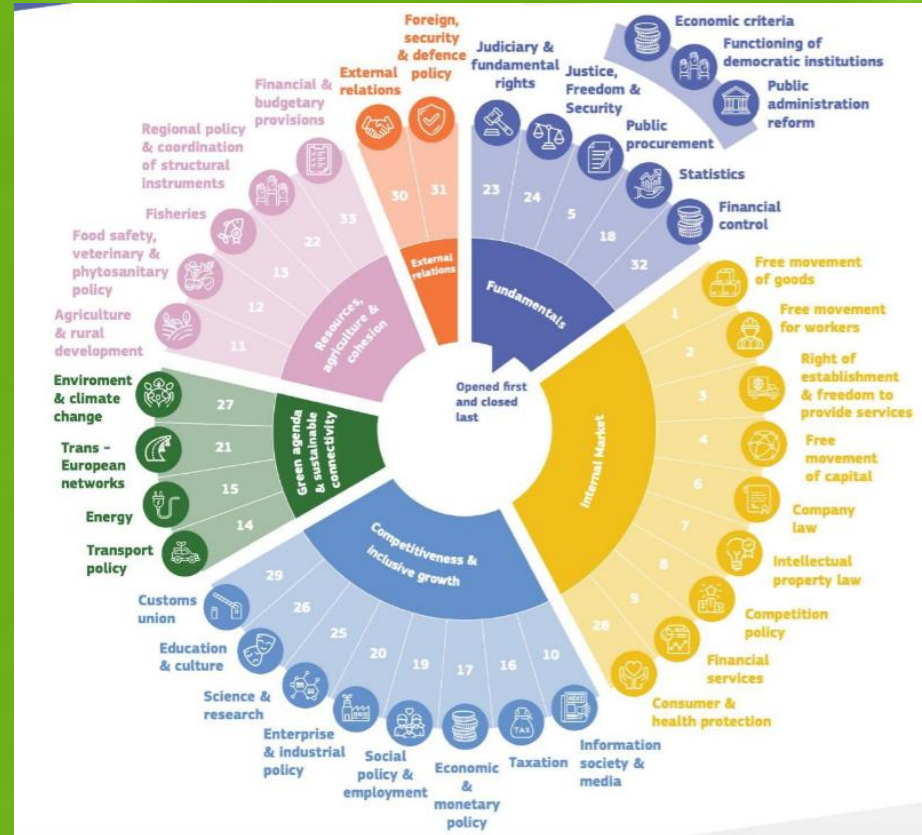 Economic criteria
Functioning of
democratic institutions
Public
administration
reform
Foreign,
security
& defence
policy
External
relations
Financial &
budgetary
provisions
Regional policy
& coordination
of structural
instruments
Fisheries
Food safety,
veterinary &
phytosanitary
policy
Agriculture
& rural
development
Judiciary &
fundamental
rights
Justice,
Freedom &
Security
Public
procurement
Statistics
Financial
control
30
31
External
relations
23
24
5
18
32
Fundamentals
Opened first
and closed
last
33
22
13
12
11
Resources,
agriculture &
cohesion
Free movement
of goods
Free movement
for workers
Right of
establishment
& freedom to
provide services
Free
movement
of capital
Company
law
Intellectual
property law
Competition
policy
Financial
services
Consumer &
health protection
1
2
3
4
6
7
8
9
28
Internal Market
Enviroment
& climate
change
Trans -
European
networks
Energy
Transport
policy
27
21
15
14
Green agenda
& sustainable
connectivity
Competitiveness &
inclusive growth
29
26
25
20
19
17
16
10
Customs
union
Education
& culture
Science &
research
Enterprise
& industrial
policy
Social
policy &
employment
Economic
&
monetary
policy
Taxation
TAX
Information
society &
media
NEWS